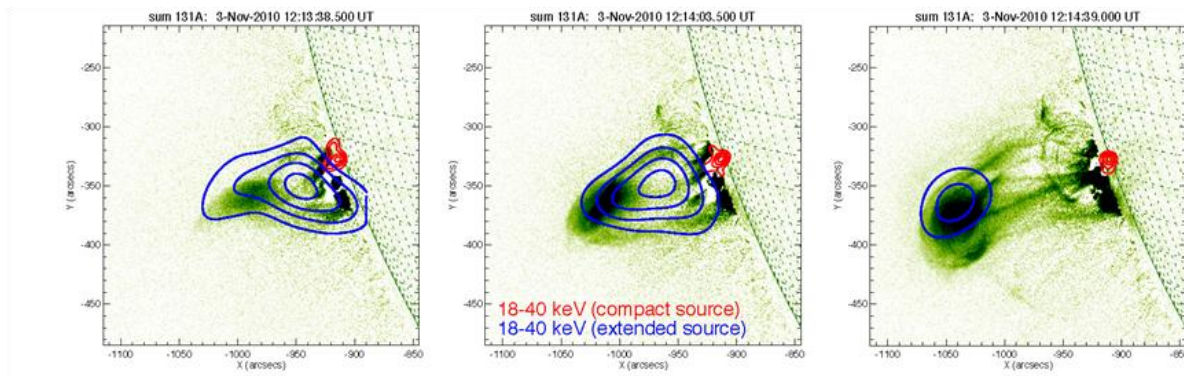 sum 131A: 3-Nov-2010 12:13:38.500 UT
sum 131A: 3-Nov-2010 12:14:03.500 UT
sum 131A: 3-Nov-2010 12:14:39.000 UT
-250
-300
-350
-400
-450
Y (arcsecs)
-1100 -1050 -1000 -950 -900 -850
X (arcsecs)
-250
-300
-350
-400
-450
Y (arcsecs)
18-40 keV (compact source)
18-40 keV (extended source)
-1100 -1050 -1000 -950 -900 -850
X (arcsecs)
-250
-300
-350
-400
-450
Y (arcsecs)
-1100 -1050 -1000 -950 -900 -850
X (arcsecs)